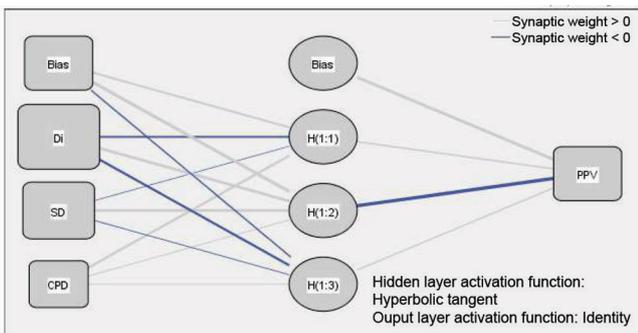 Synaptic weight > 0
Synaptic weight < 0
Bias
Bias
Di
H(1:1)
PPV
SD
H(1:2)
CPD
H(1:3)
Hidden layer activation function:
Hyperbolic tangent
Ouput layer activation function: Identity